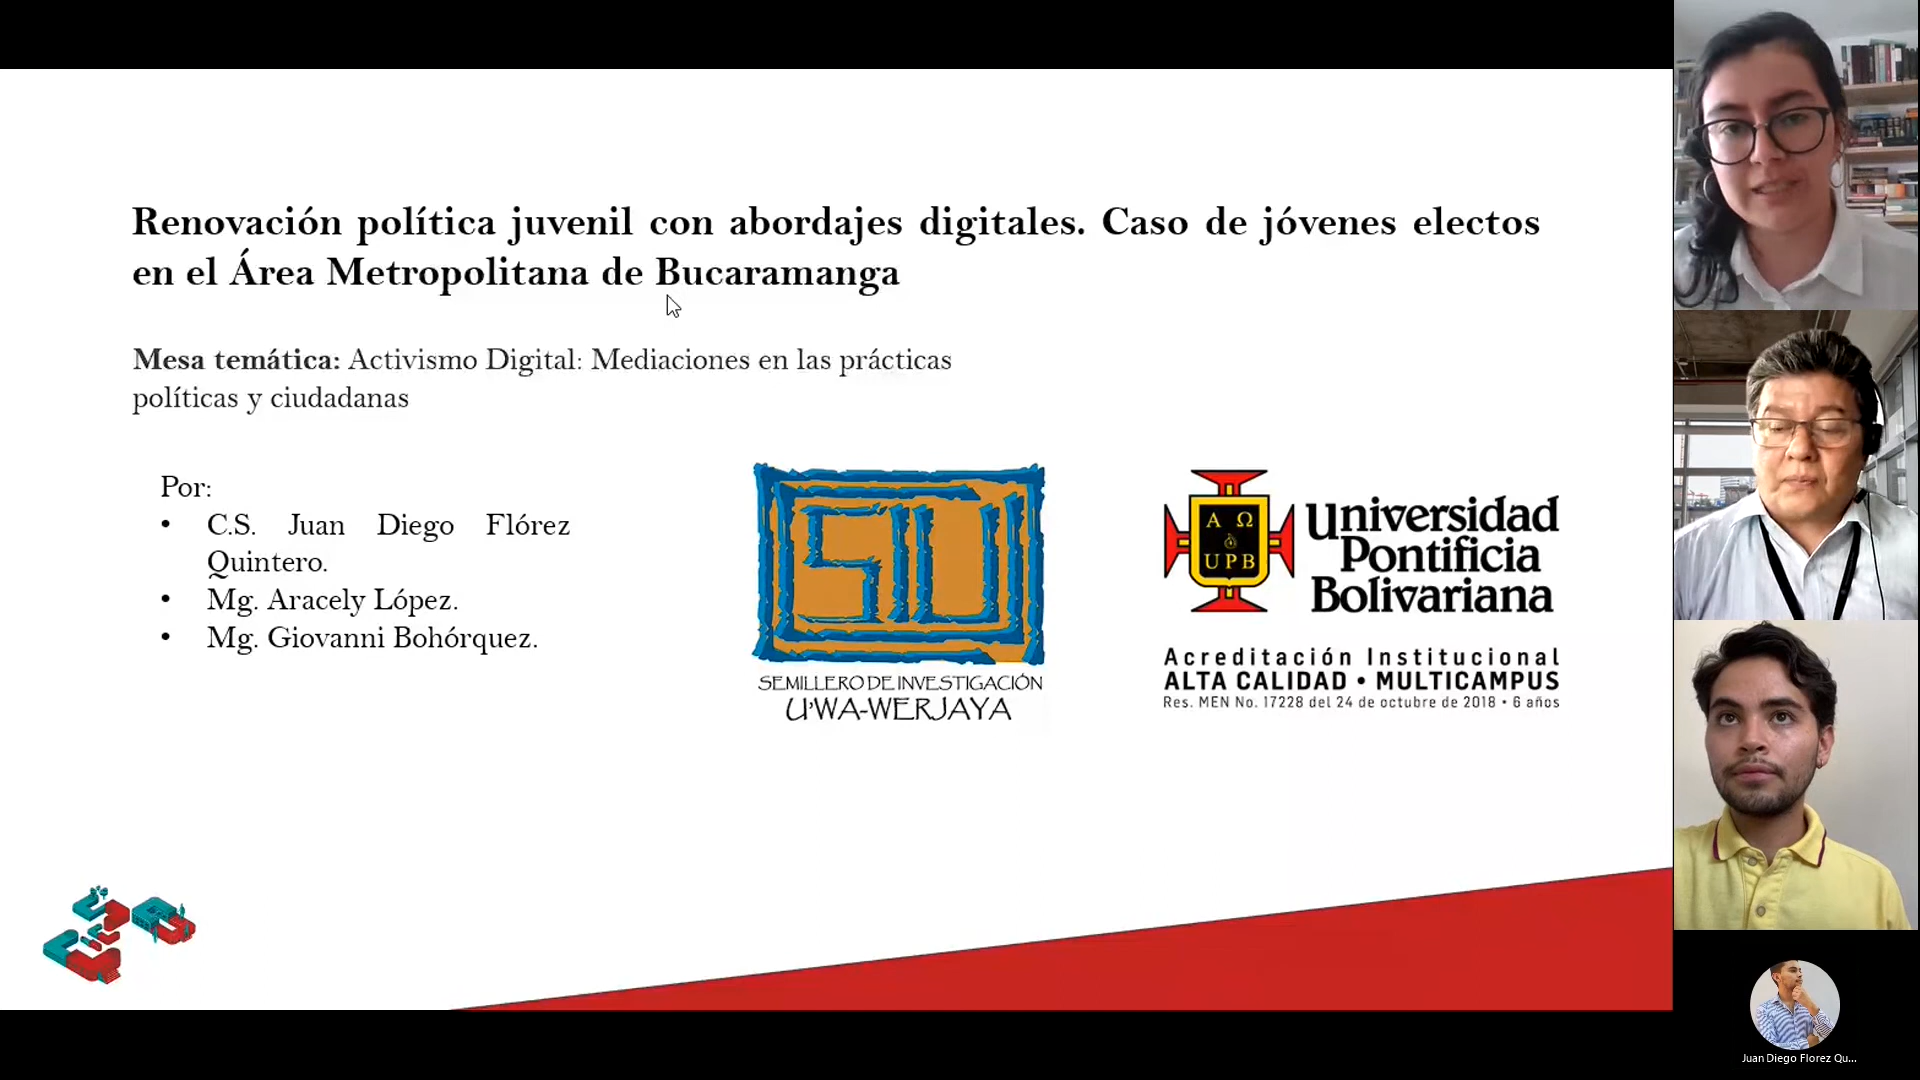 Renovación política juvenil con abordajes digitales. Caso de jóvenes electos
en el Área Metropolitana de Bucaramanga
Mesa temática: Activismo Digital: Mediaciones en las prácticas
políticas y ciudadanas
Por:
• C.S. Juan Diego Flórez
Quintero.
• Mg. Aracely López.
• Mg. Giovanni Bohórquez.
SIU
SEMILLERO DE INVESTIGACIÓN
U'WA-WERJAYA
A Ω
UPB
Universidad
Pontificia
Bolivariana
Acreditación Institucional
ALTA CALIDAD • MULTICAMPUS
Res. MEN No. 17228 del 24 de octubre de 2018 • 6 años
Juan Diego Florez Qu...